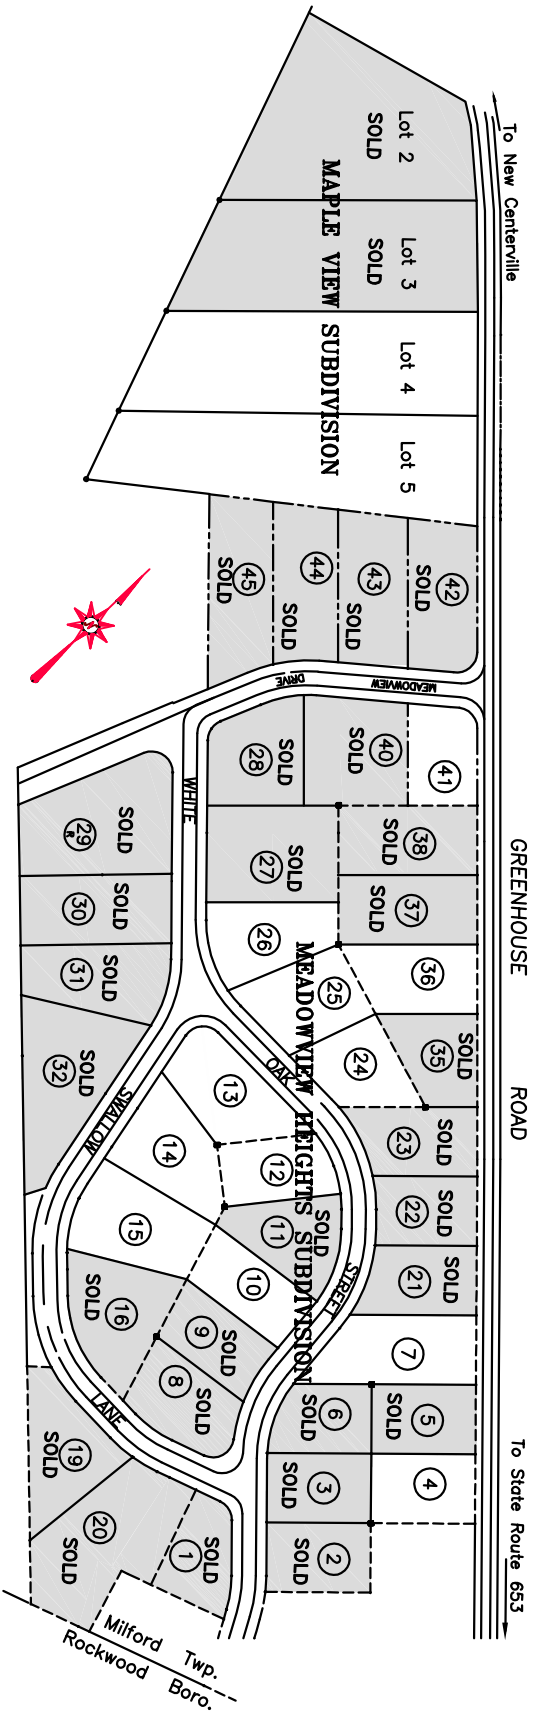 To New Centerville
Lot 2
SOLD
Lot 3
SOLD
Lot 4
Lot 5
MAPLE VIEW SUBDIVISION
42
SOLD
43
SOLD
44
SOLD
45
SOLD
MEADOWVIEW
DRIVE
GREENHOUSE ROAD
41
40
SOLD
28
SOLD
38
SOLD
37
SOLD
27
SOLD
WHITE
OAK
STREET
29
R
SOLD
30
SOLD
31
SOLD
32
SOLD
26
25
24
36
35
SOLD
23
SOLD
22
SOLD
21
SOLD
MEADOWVIEW HEIGHTS SUBDIVISION
13
14
12
11
SOLD
15
10
16
SOLD
9
SOLD
8
SOLD
SWALLOW
LANE
7
6
SOLD
5
SOLD
4
3
SOLD
2
SOLD
19
SOLD
20
SOLD
1
SOLD
To State Route 653
Milford Twp.
Rockwood Boro.